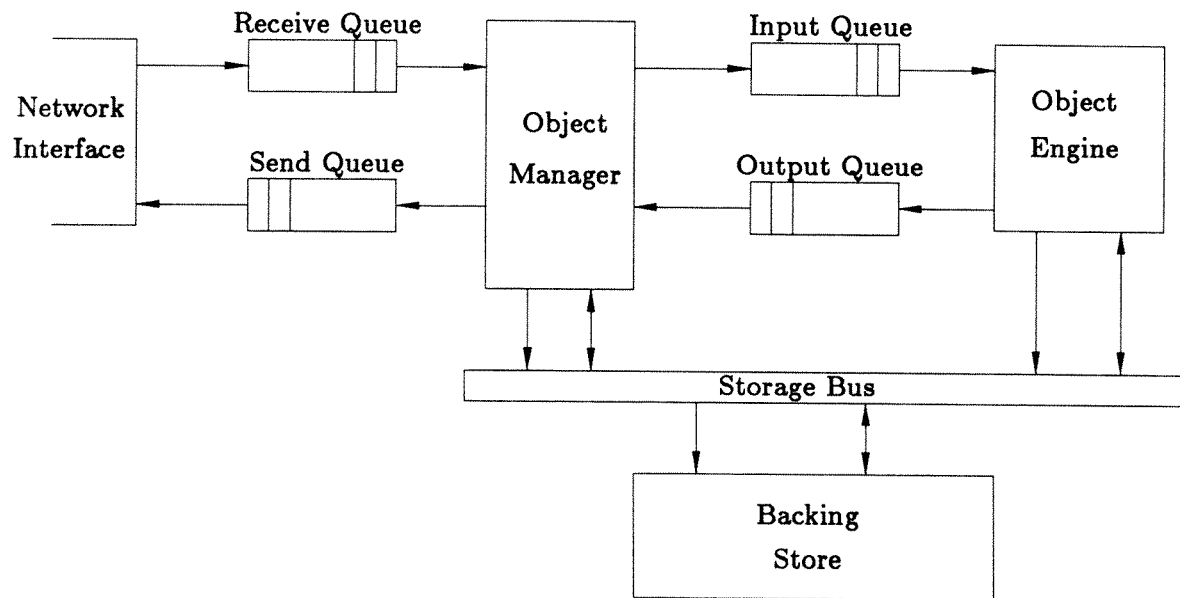 Receive Queue
Input Queue
Network
Interface
Object
Manager
Object
Engine
Send Queue
Output Queue
Storage Bus
Backing
Store